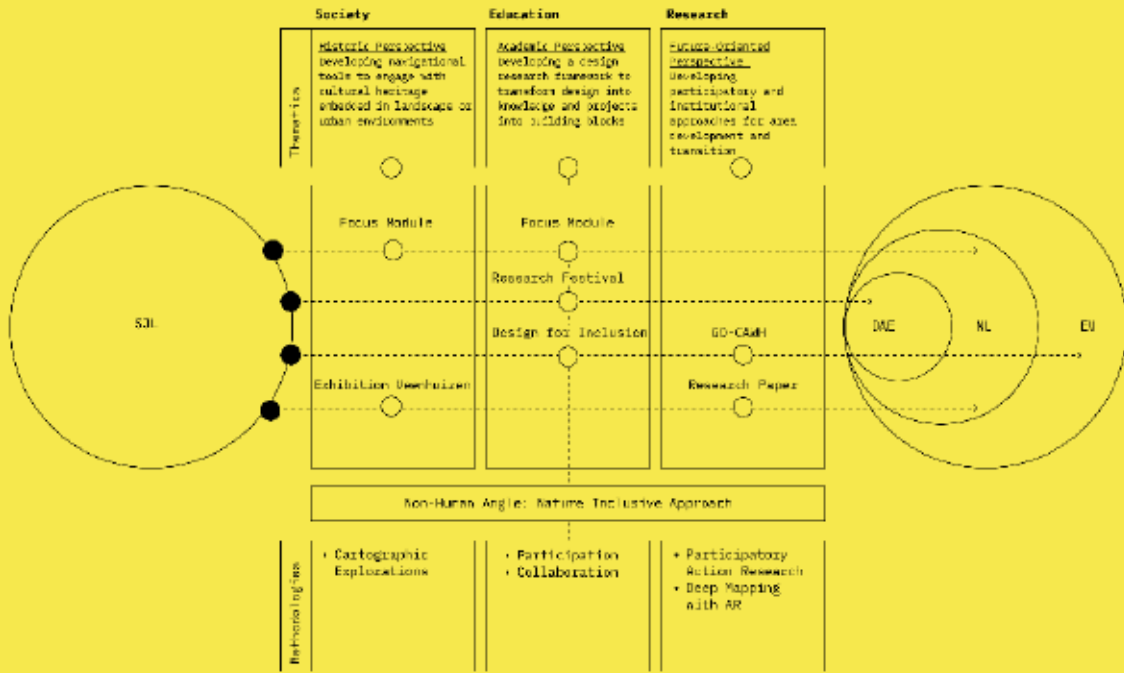 Society
Education
Research
Thematics
Historic Perspective
Developing navigational
tools to engage with
cultural heritage
embedded in landscape or
urban environments
Academic Perspective
Developing a design
research framework to
transform design into
knowledge and projects
into building blocks
Future-Oriented
Perspective
Developing
participatory and
institutional
approaches for area
development and
transition
Focus Module
Focus Module
Research Festival
Design for Inclusion
Exhibition Veenhuizen
Research Paper
DAE
NL
EU
Non-Human Angle: Nature Inclusive Approach
Methodologies
• Cartographic
Explorations
• Participation
• Collaboration
• Participatory
Action Research
• Deep Mapping
with AR